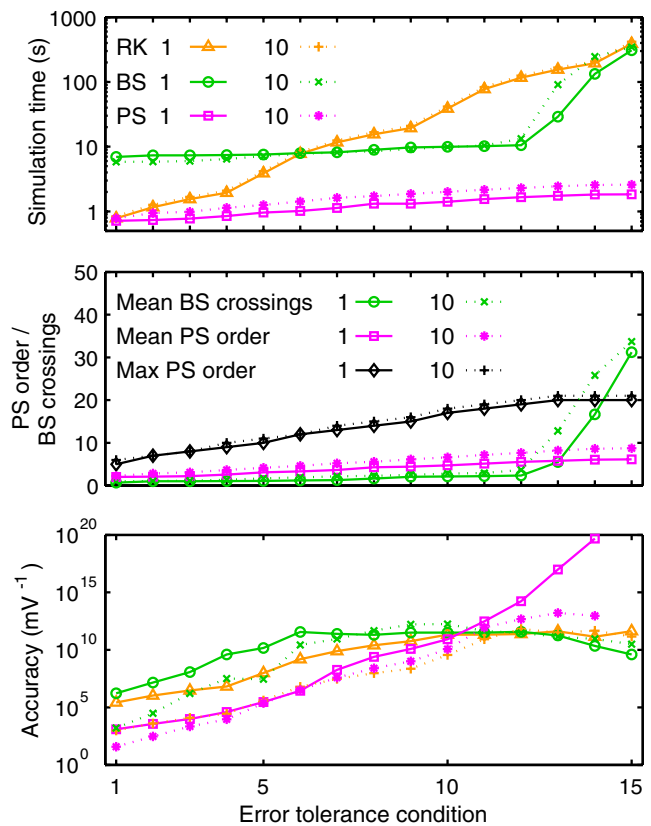 1000
100
10
1
Simulation time (s)
RK 1 10
BS 1 10
PS 1 10
50
40
30
20
10
0
PS order /
BS crossings
Mean BS crossings 1 10
Mean PS order 1 10
Max PS order 1 10
10^20
10^15
10^10
10^5
10^0
Accuracy (mV^-1)
1 5 10 15
Error tolerance condition